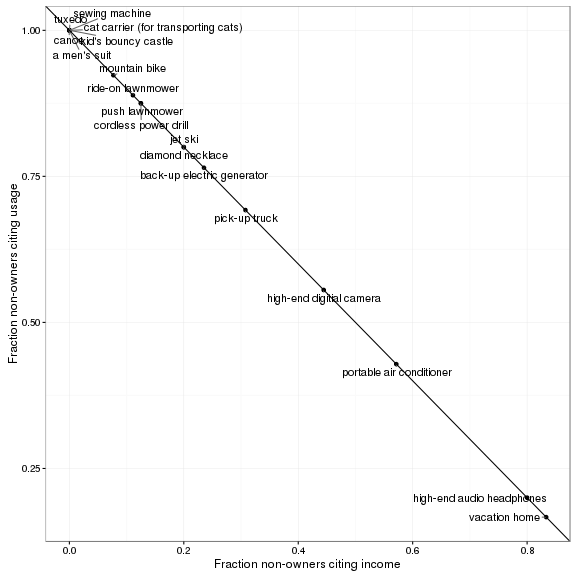 sewing machine
tuxedo
cat carrier (for transporting cats)
canoe
kid's bouncy castle
a men's suit
mountain bike
ride-on lawnmower
push lawnmower
cordless power drill
jet ski
diamond necklace
back-up electric generator
pick-up truck
high-end digital camera
portable air conditioner
high-end audio headphones
vacation home
1.00
0.75
0.50
0.25
Fraction non-owners citing usage
0.0
0.2
0.4
0.6
0.8
Fraction non-owners citing income